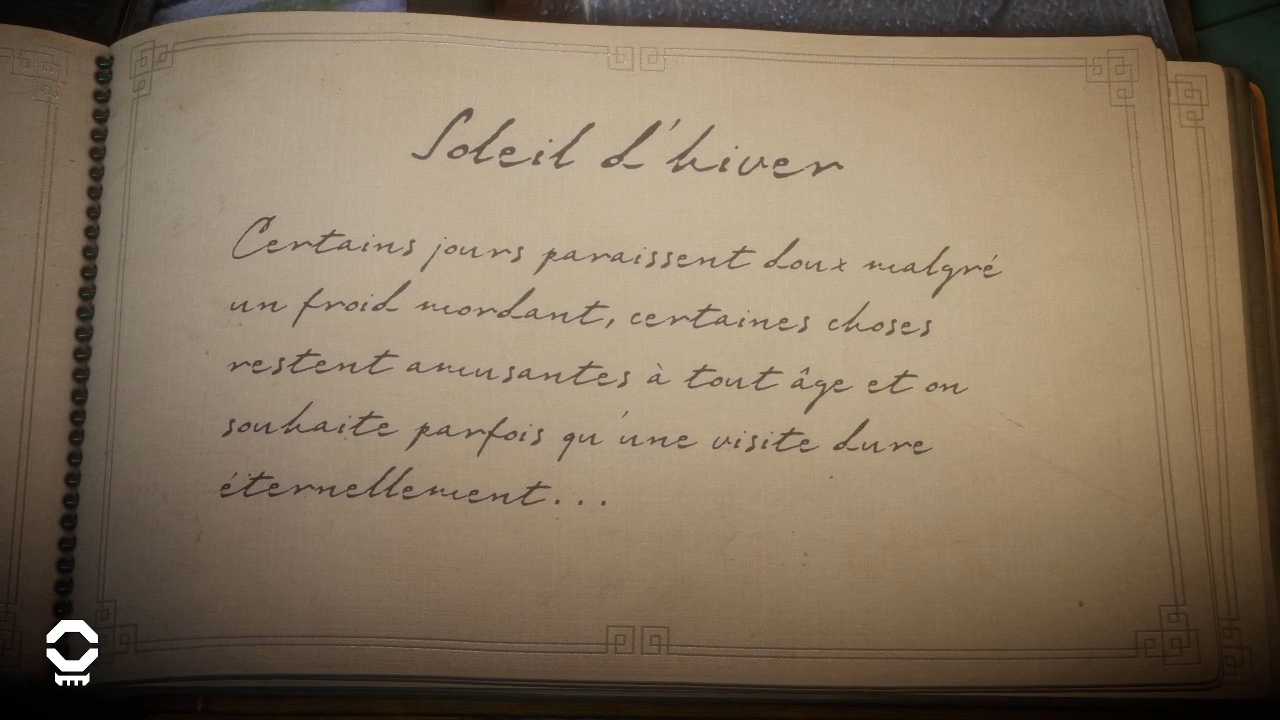 Soleil d'hiver
Certains jours paraissent doux malgré
un froid mordant, certaines choses
restent amusantes à tout âge et on
souhaite parfois qu'une visite dure
éternellement...